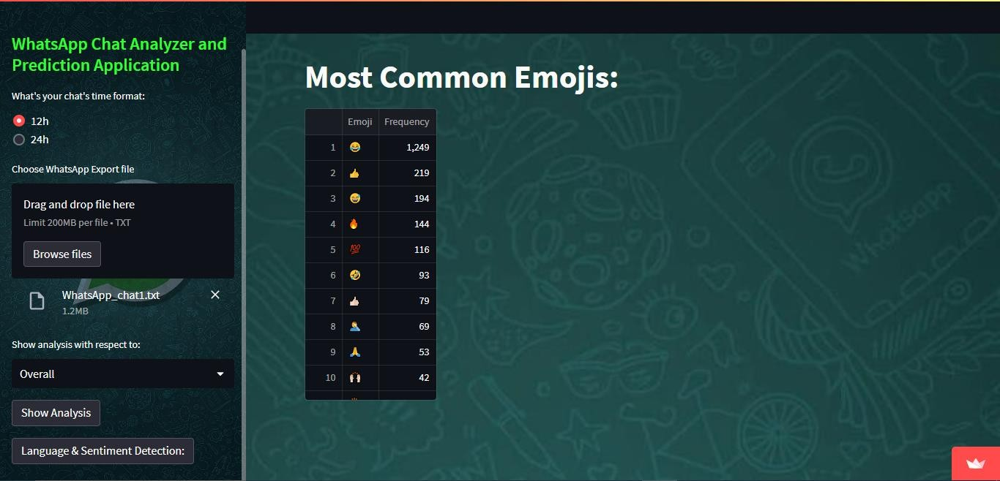 WhatsApp Chat Analyzer and
Prediction Application
What's your chat's time format:
12h
24h
Choose WhatsApp Export file
Drag and drop file here
Limit 200MB per file • TXT
Browse files
WhatsApp_chat1.txt
1.2MB
Show analysis with respect to:
Overall
Show Analysis
Language & Sentiment Detection:
Most Common Emojis:
Emoji Frequency
1 😂 1,249
2 👍 219
3 😅 194
4 🔥 144
5 💯 116
6 🤣 93
7 👍🏻 79
8 🤦‍♂️ 69
9 🙏 53
10 🙌🏻 42
Whatsapp